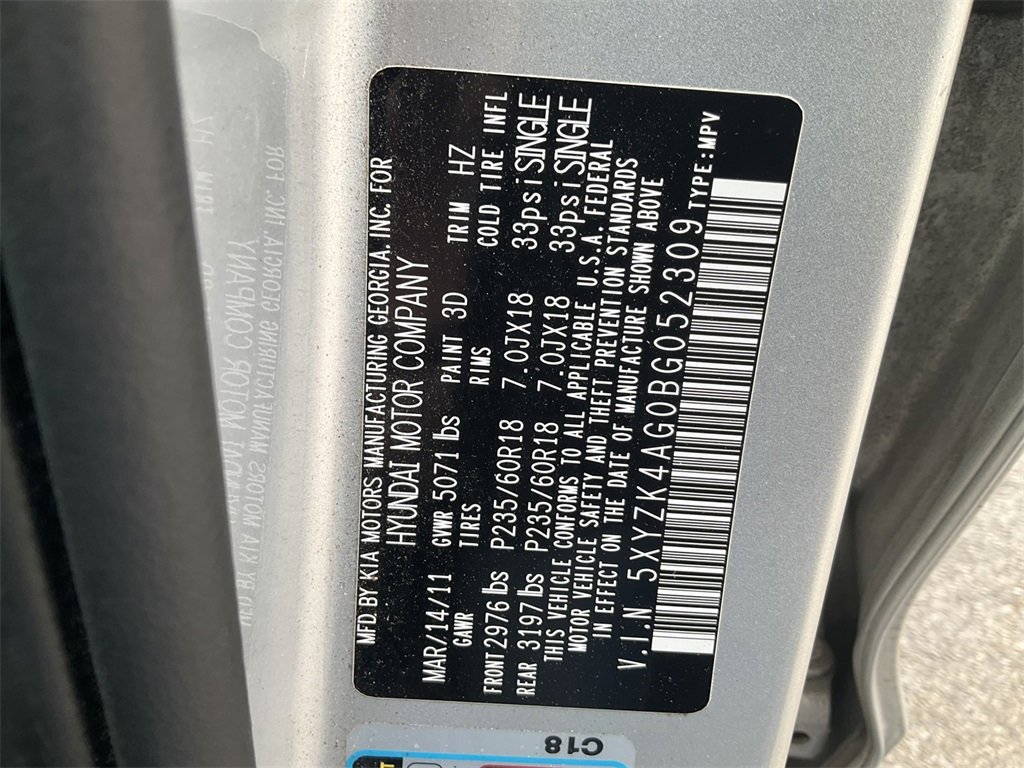 MFD BY KIA MOTORS MANUFACTURING GEORGIA. INC. FOR
HYUNDAI MOTOR COMPANY
MAR/14/11 GVWR 5071 lbs PAINT 3D TRIM HZ
GAWR TIRES RIMS COLD TIRE INFL
FRONT 2976 lbs P235/60R18 7.0JX18 33psi SINGLE
REAR 3197 lbs P235/60R18 7.0JX18 33psi SINGLE
THIS VEHICLE CONFORMS TO ALL APPLICABLE U.S.A. FEDERAL
MOTOR VEHICLE SAFETY AND THEFT PREVENTION STANDARDS
IN EFFECT ON THE DATE OF MANUFACTURE SHOWN ABOVE
V.I.N 5XYZK4AG0BG052309 TYPE:MPV
C18